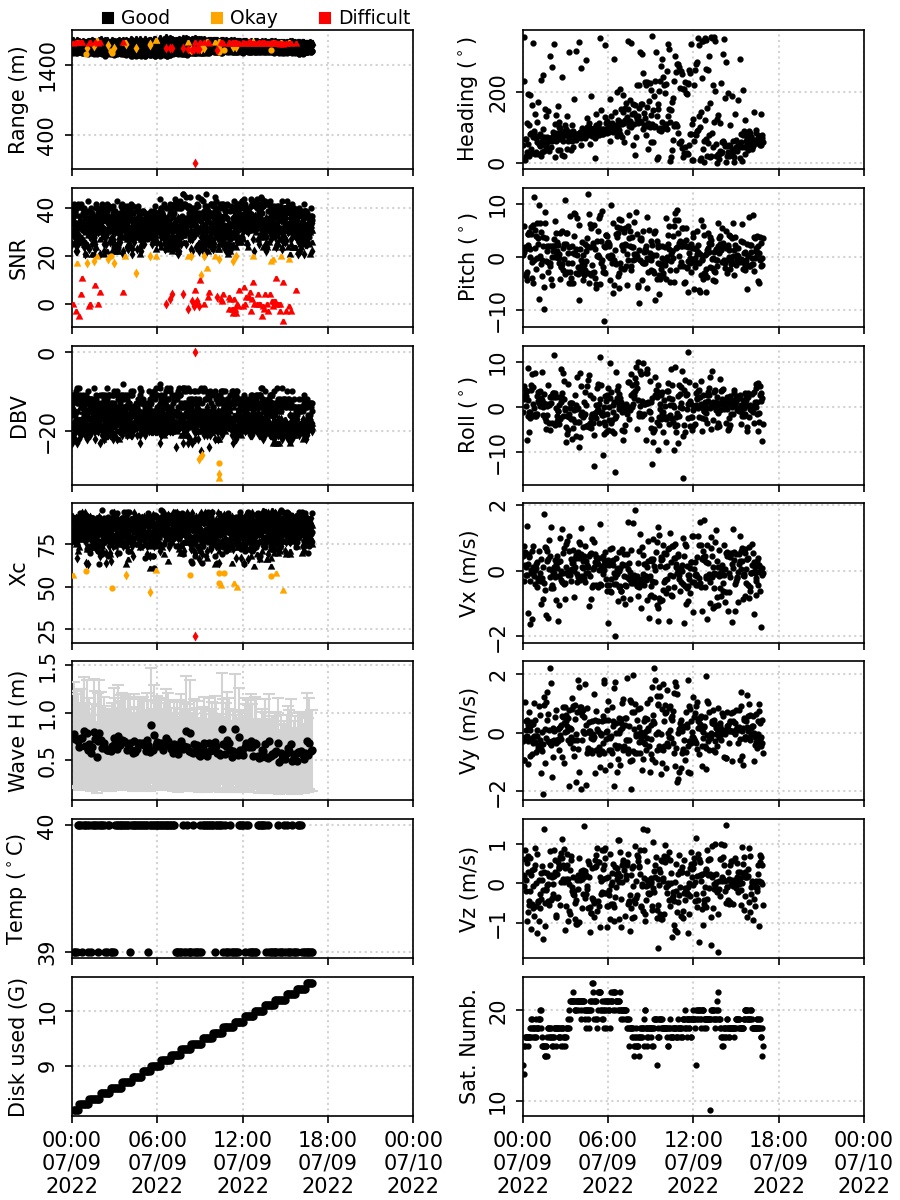 Good Okay Difficult
Range (m)
1400
400
Heading (°)
200
0
SNR
40
20
0
Pitch (°)
10
0
−10
DBV
0
−20
Roll (°)
10
0
−10
Xc
75
50
25
Vx (m/s)
2
0
−2
Wave H (m)
1.5
1.0
0.5
Vy (m/s)
2
0
−2
Temp (°C)
40
39
Vz (m/s)
1
0
−1
Disk used (G)
10
9
Sat. Numb.
20
10
00:00 06:00 12:00 18:00 00:00 00:00 06:00 12:00 18:00 00:00
07/09 07/09 07/09 07/09 07/10 07/09 07/09 07/09 07/09 07/10
2022 2022 2022 2022 2022 2022 2022 2022 2022 2022